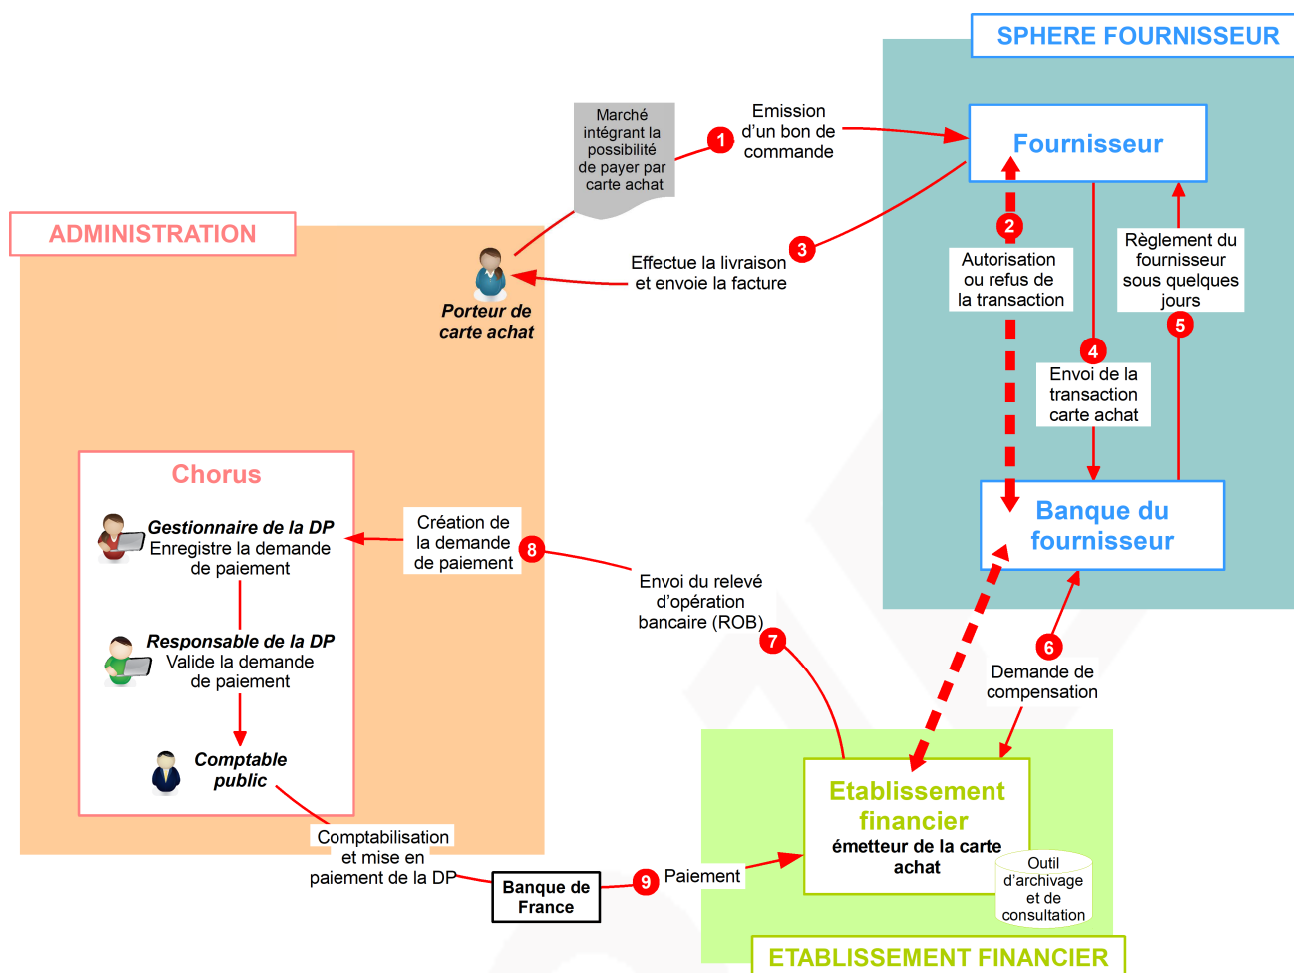 SPHERE FOURNISSEUR
Marché
intégrant la
possibilité
de payer par
carte achat
1
Emission
d'un bon de
commande
Fournisseur
ADMINISTRATION
Porteur de
carte achat
Effectue la livraison
et envoie la facture
3
2
Autorisation
ou refus de
la transaction
Règlement du
fournisseur
sous quelques
jours
5
4
Envoi de la
transaction
carte achat
Chorus
Gestionnaire de la DP
Enregistre la demande
de paiement
Responsable de la DP
Valide la demande
de paiement
Comptable
public
Création de
la demande
de paiement
8
Banque du
fournisseur
Envoi du relevé
d'opération
bancaire (ROB)
7
6
Demande de
compensation
Etablissement
financier
émetteur de la carte
achat
Outil
d'archivage
et de
consultation
Comptabilisation
et mise en
paiement de la DP
Banque de
France
9
Paiement
ETABLISSEMENT FINANCIER